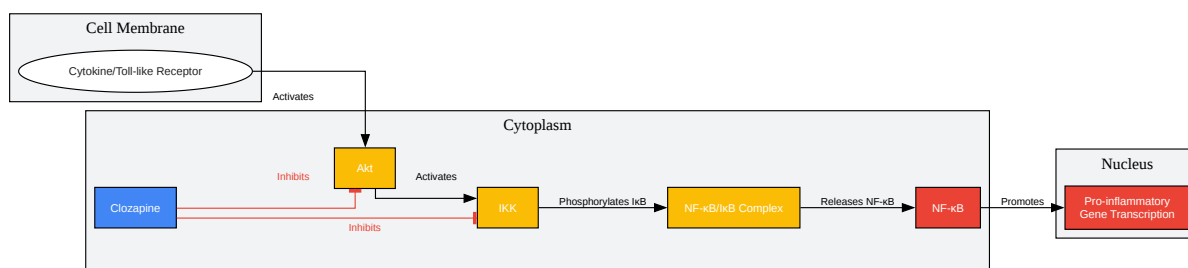 Cell Membrane
Cytokine/Toll-like Receptor
Activates
Cytoplasm
Akt
Inhibits
Activates
Clozapine
Inhibits
IKK
Phosphorylates IκB
NF-κB/IκB Complex
Releases NF-κB
NF-κB
Promotes
Nucleus
Pro-inflammatory
Gene Transcription